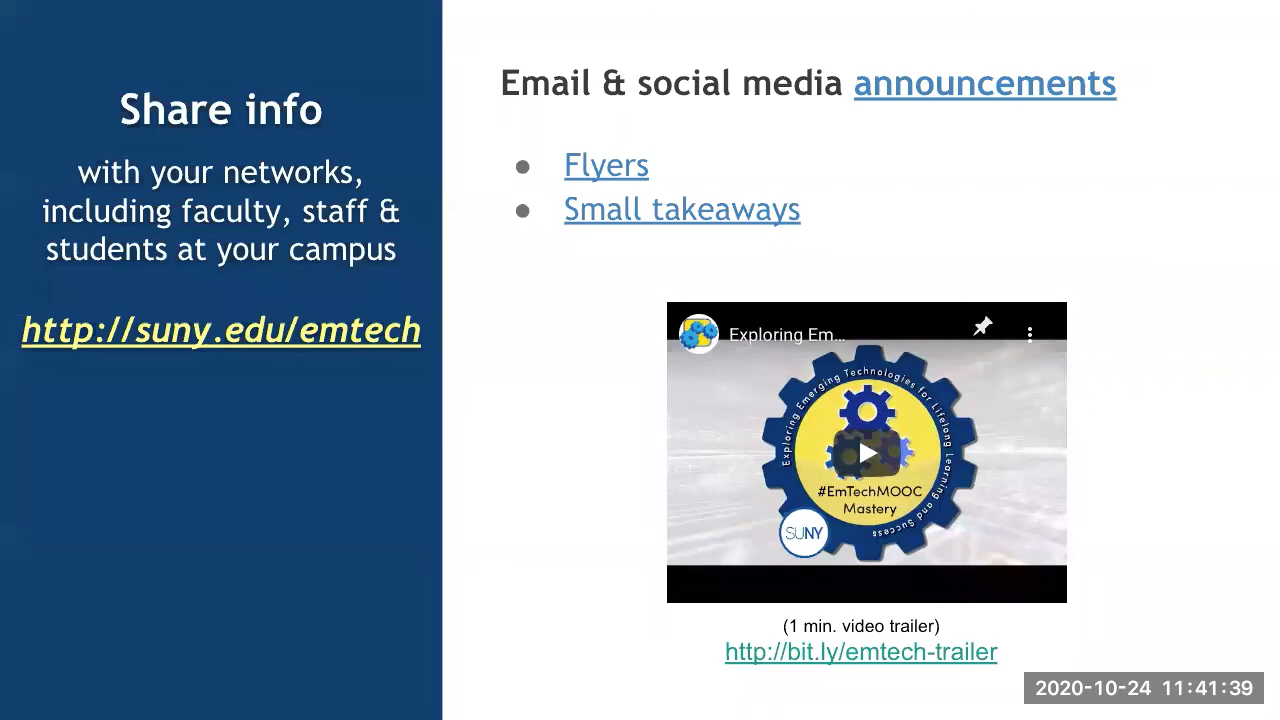 Share info
with your networks,
including faculty, staff &
students at your campus
http://suny.edu/emtech
Email & social media announcements
● Flyers
● Small takeaways
Exploring Em...
Exploring Emerging Technologies for Lifelong Learning and Success
#EmTechMOOC
Mastery
SUNY
(1 min. video trailer)
http://bit.ly/emtech-trailer
2020-10-24 11:41:39